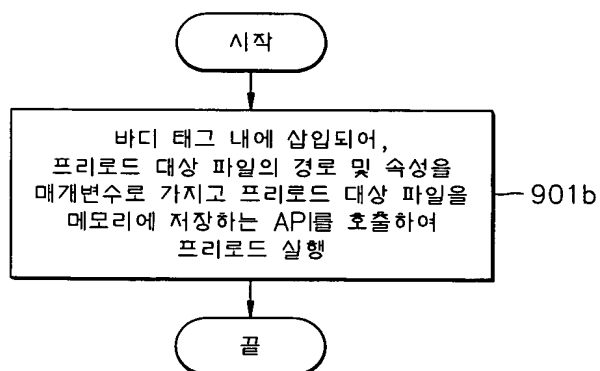 시작
바디 태그 내에 삽입되어,
프리로드 대상 파일의 경로 및 속성을
매개변수로 가지고 프리로드 대상 파일을
메모리에 저장하는 API를 호출하여
프리로드 실행
901b
끝